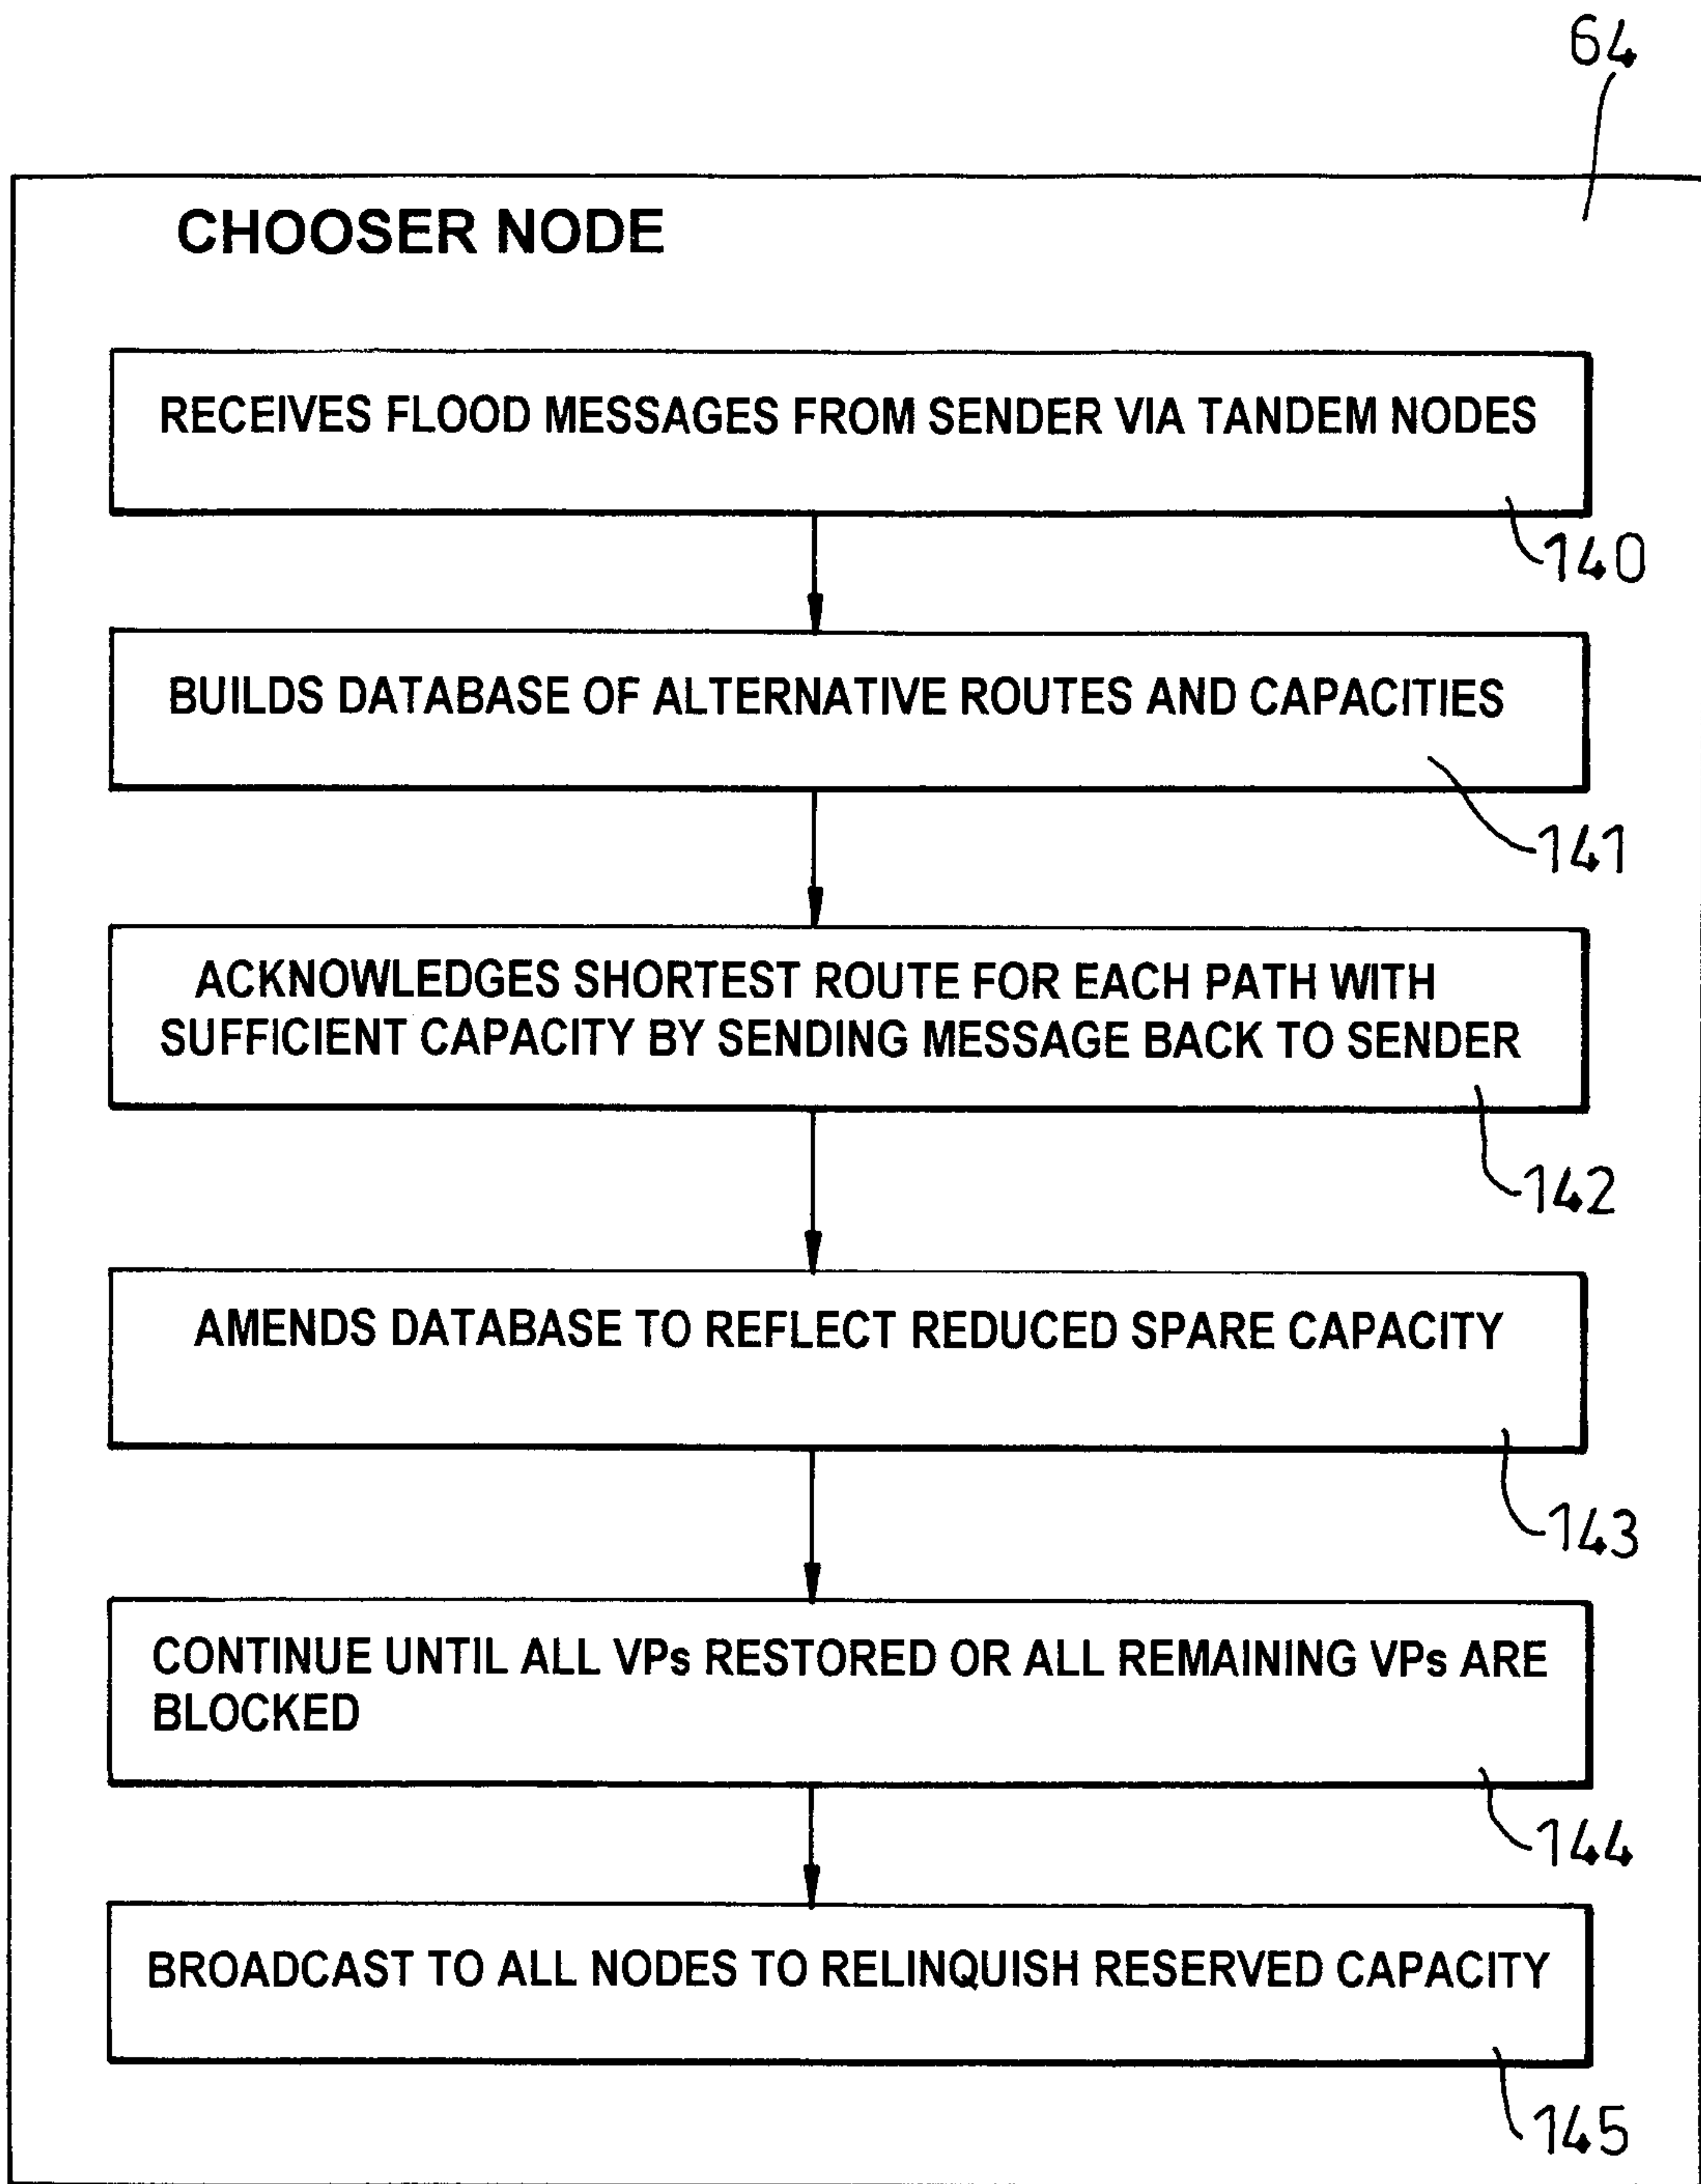 64
CHOOSER NODE
RECEIVES FLOOD MESSAGES FROM SENDER VIA TANDEM NODES
140
BUILDS DATABASE OF ALTERNATIVE ROUTES AND CAPACITIES
141
ACKNOWLEDGES SHORTEST ROUTE FOR EACH PATH WITH
SUFFICIENT CAPACITY BY SENDING MESSAGE BACK TO SENDER
142
AMENDS DATABASE TO REFLECT REDUCED SPARE CAPACITY
143
CONTINUE UNTIL ALL VPs RESTORED OR ALL REMAINING VPs ARE
BLOCKED
144
BROADCAST TO ALL NODES TO RELINQUISH RESERVED CAPACITY
145